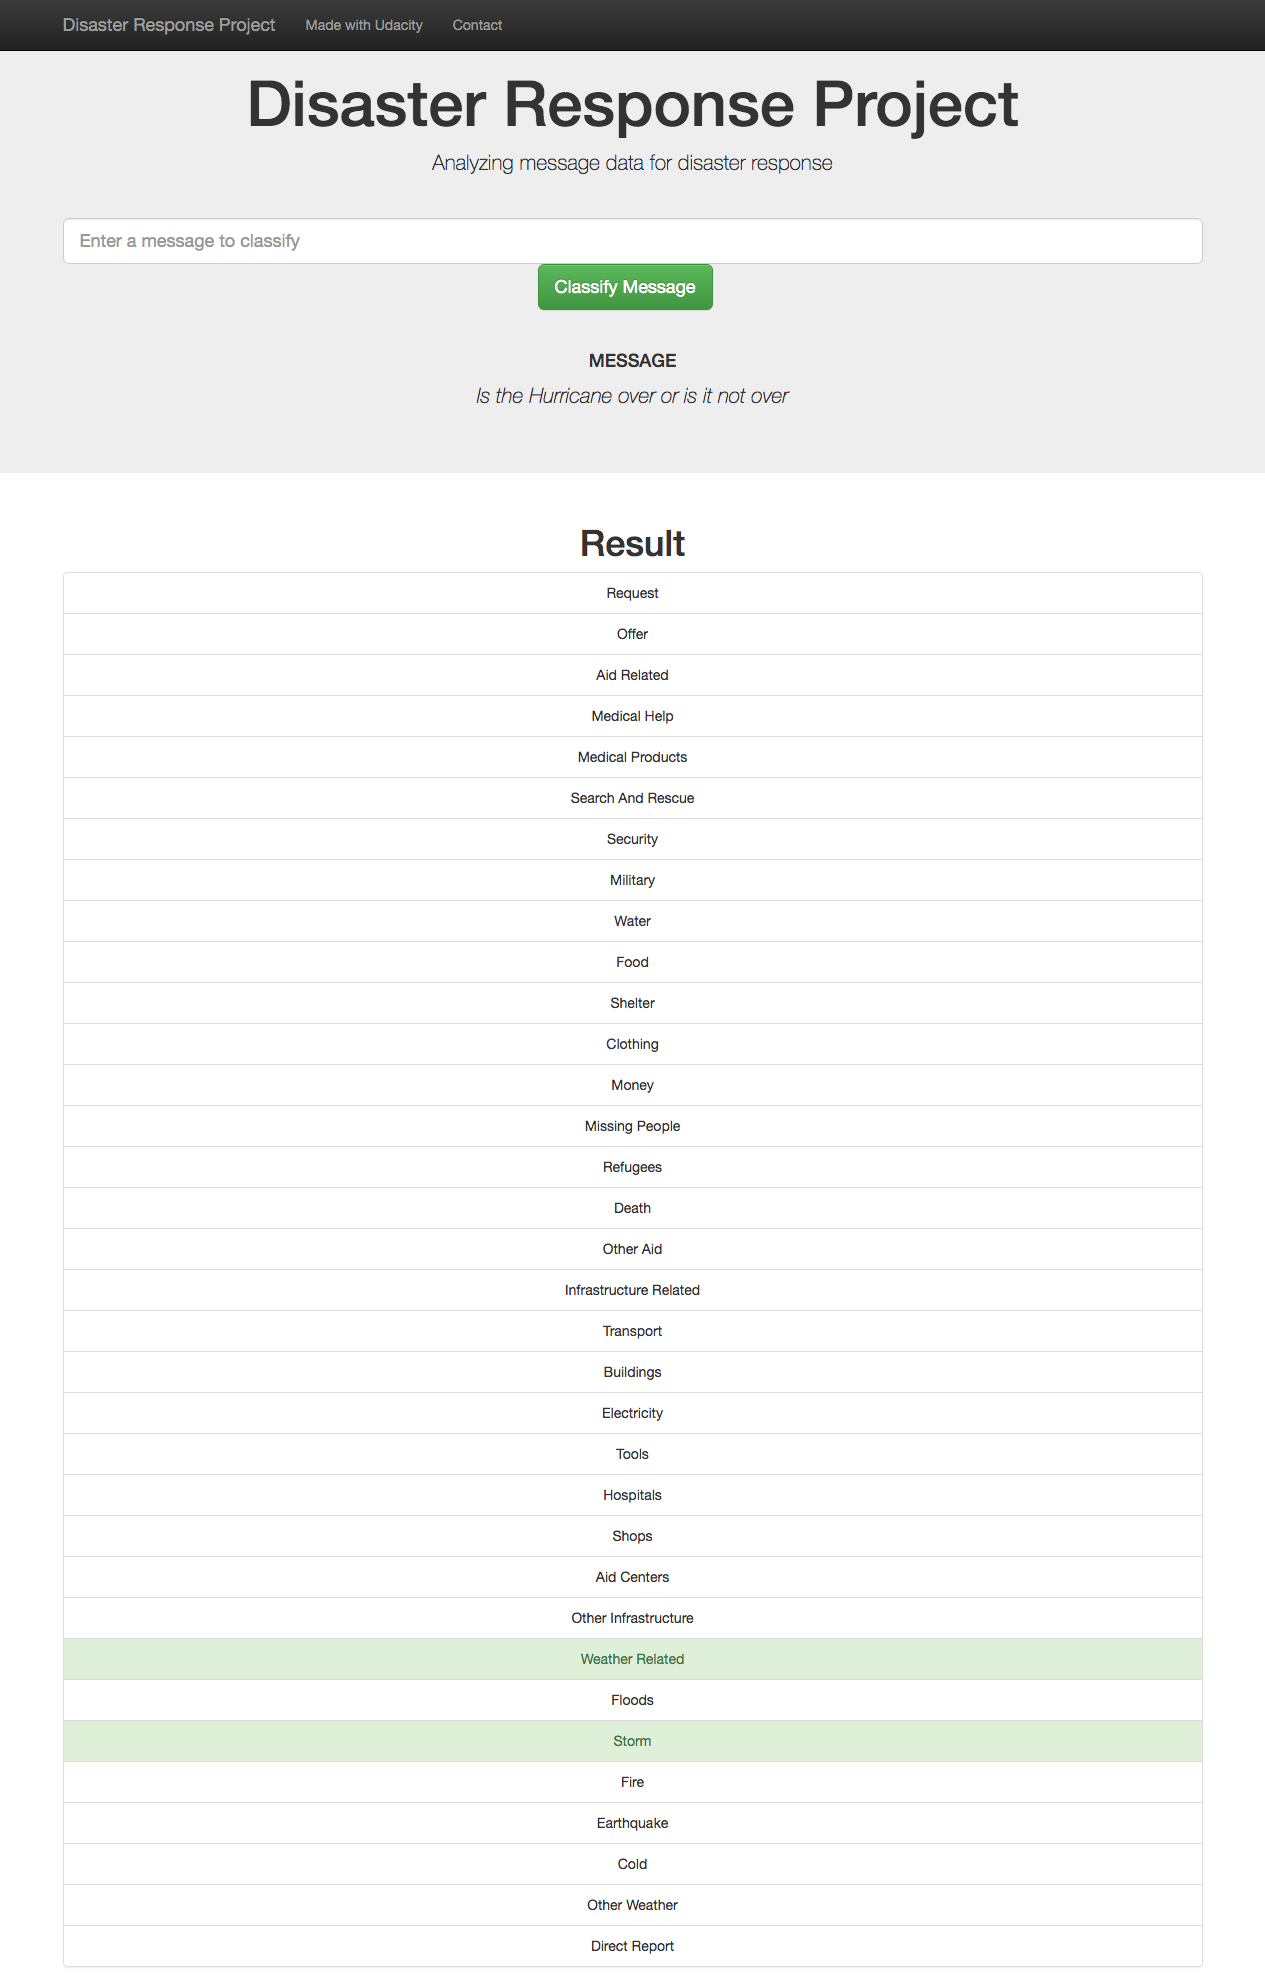 Disaster Response Project Made with Udacity Contact
Disaster Response Project
Analyzing message data for disaster response
Enter a message to classify
Classify Message
MESSAGE
Is the Hurricane over or is it not over
Result
Request
Offer
Aid Related
Medical Help
Medical Products
Search And Rescue
Security
Military
Water
Food
Shelter
Clothing
Money
Missing People
Refugees
Death
Other Aid
Infrastructure Related
Transport
Buildings
Electricity
Tools
Hospitals
Shops
Aid Centers
Other Infrastructure
Weather Related
Floods
Storm
Fire
Earthquake
Cold
Other Weather
Direct Report